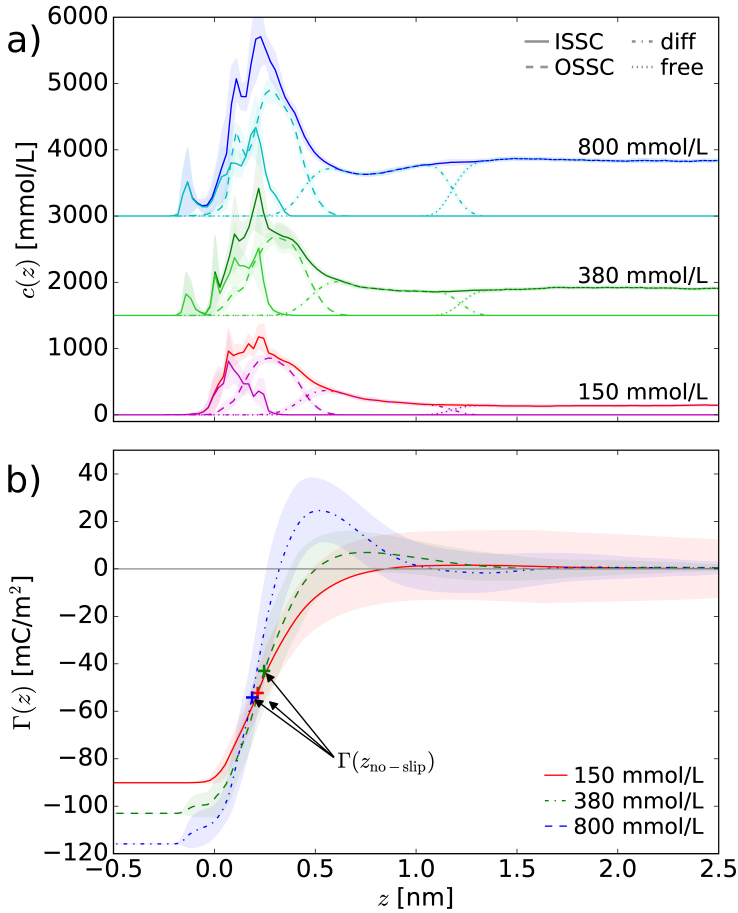 a)
6000
5000
4000
3000
2000
1000
0
c(z) [mmol/L]
ISSC
OSSC
diff
free
800 mmol/L
380 mmol/L
150 mmol/L
b)
40
20
0
−20
−40
−60
−80
−100
−120
Γ(z) [mC/m²]
Γ(z_no−slip)
150 mmol/L
380 mmol/L
800 mmol/L
−0.5 0.0 0.5 1.0 1.5 2.0 2.5
z [nm]